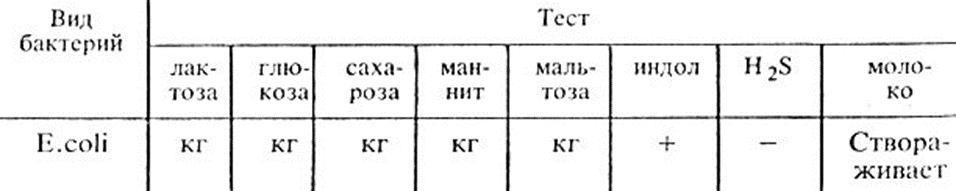 Вид бактерий
Тест
лак-
тоза
глю-
коза
саха-
роза
ман-
нит
маль-
тоза
индол
H2S
моло-
ко
E.coli кг кг кг кг кг + − Створа-
живает